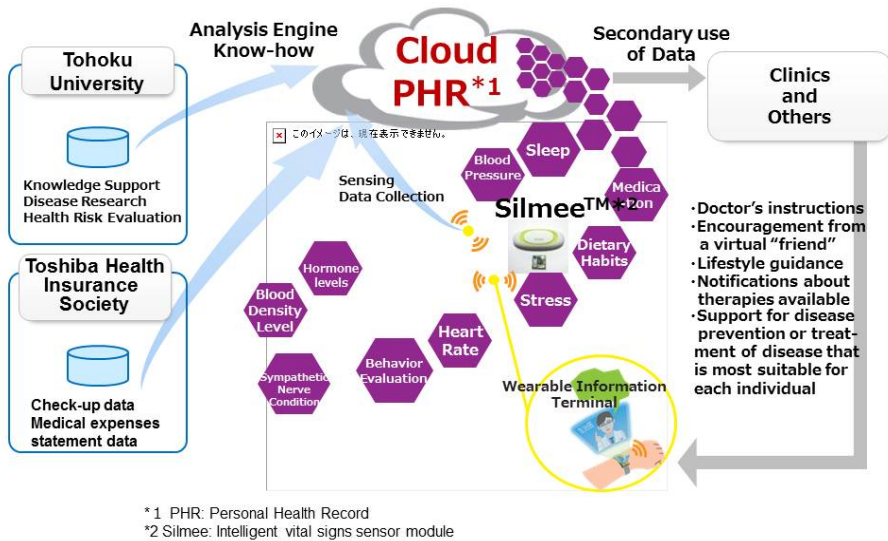 Tohoku
University
Knowledge Support
Disease Research
Health Risk Evaluation
Toshiba Health
Insurance
Society
Check-up data
Medical expenses
statement data
Analysis Engine
Know-how
Cloud
PHR*1
Secondary use
of Data
Clinics
and
Others
このイメージは、現在表示できません。
Sensing
Data Collection
Blood
Pressure
Sleep
Medica
tion
Silmee™*2
Dietary
Habits
Stress
Hormone
levels
Blood
Density
Level
Heart
Rate
Behavior
Evaluation
Sympathetic
Nerve
Condition
Wearable Information
Terminal
・Doctor's instructions
・Encouragement from
a virtual “friend”
・Lifestyle guidance
・Notifications about
therapies available
・Support for disease
prevention or treat-
ment of disease that
is most suitable for
each individual
* 1 PHR: Personal Health Record
*2 Silmee: Intelligent vital signs sensor module